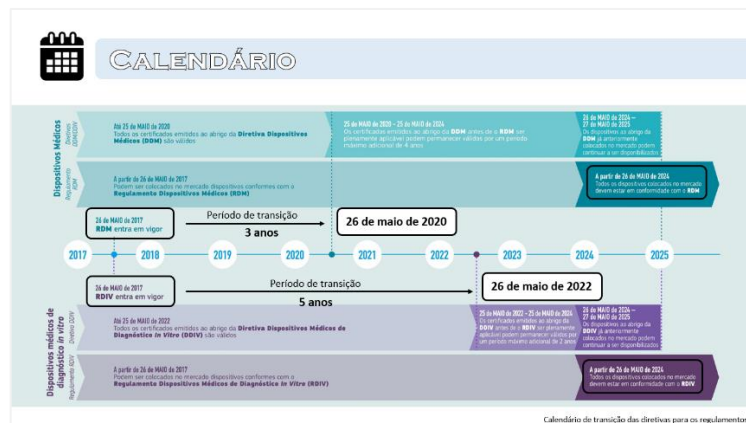 CALENDÁRIO
Dispositivos Médicos
Diretivas
DDM/DDIV
Até 25 de MAIO de 2020
Todos os certificados emitidos ao abrigo da Diretiva Dispositivos
Médicos (DDM) são válidos
25 de MAIO de 2020 – 25 de MAIO de 2024
Os certificados emitidos ao abrigo da DDM antes de o RDM ser
plenamente aplicável podem permanecer válidos por um período
máximo adicional de 4 anos
26 de MAIO de 2024 –
27 de MAIO de 2025
Os dispositivos ao abrigo da
DDM já anteriormente
colocados no mercado podem
continuar a ser disponibilizados
Regulamento
RDM
A partir de 26 de MAIO de 2017
Podem ser colocados no mercado dispositivos conformes com o
Regulamento Dispositivos Médicos (RDM)
A partir de 26 de MAIO de 2024
Todos os dispositivos colocados no mercado
devem estar em conformidade com o RDM
26 de MAIO de 2017
RDM entra em vigor
Período de transição
3 anos
26 de maio de 2020
2017 2018 2019 2020 2021 2022 2023 2024 2025
26 de MAIO de 2017
RDIV entra em vigor
Período de transição
5 anos
26 de maio de 2022
Dispositivos médicos de
diagnóstico in vitro
Diretiva DDIV
Até 25 de MAIO de 2022
Todos os certificados emitidos ao abrigo da Diretiva Dispositivos Médicos de
Diagnóstico In Vitro (DDIV) são válidos
25 de MAIO de 2022 – 25 de MAIO de 2024
Os certificados emitidos ao abrigo da
DDIV antes de o RDIV ser plenamente
aplicável podem permanecer válidos por
um período máximo adicional de 2 anos
26 de MAIO de 2024 –
27 de MAIO de 2025
Os dispositivos ao abrigo da
DDIV já anteriormente
colocados no mercado podem
continuar a ser disponibilizados
Regulamento RDIV
A partir de 26 de MAIO de 2017
Podem ser colocados no mercado dispositivos conformes com o
Regulamento Dispositivos Médicos de Diagnóstico In Vitro (RDIV)
A partir de 26 de MAIO de 2024
Todos os dispositivos colocados no mercado
devem estar em conformidade com o RDIV
Calendário de transição das diretivas para os regulamentos